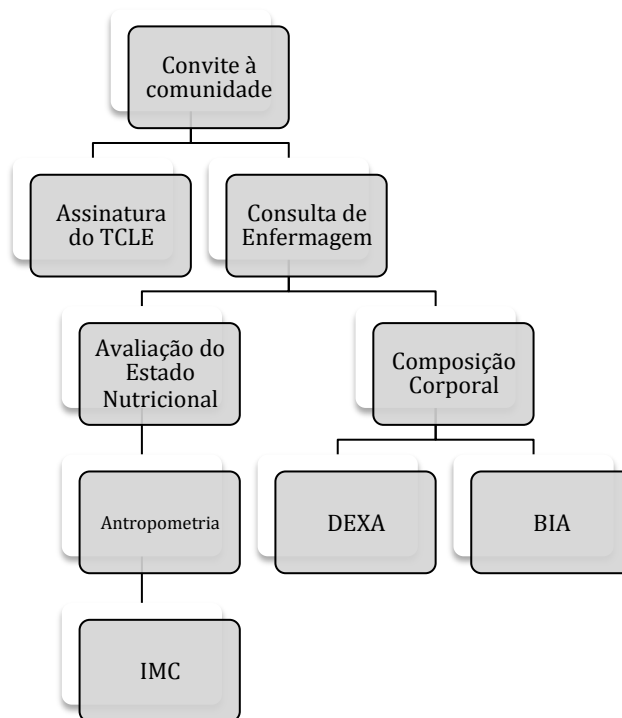 Convite à
comunidade
Assinatura
do TCLE
Consulta de
Enfermagem
Avaliação do
Estado
Nutricional
Composição
Corporal
Antropometria
DEXA
BIA
IMC